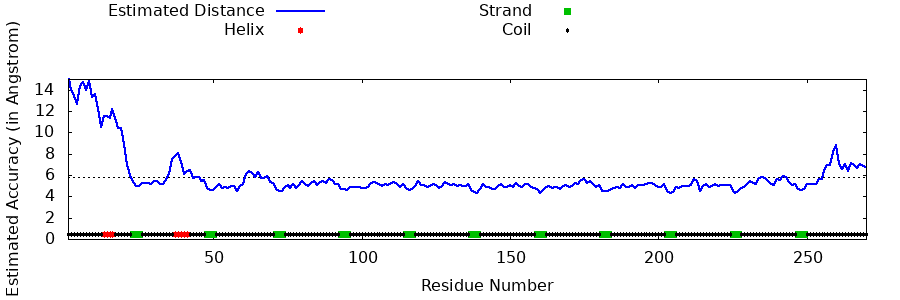 Estimated Distance
Helix
Strand
Coil
Estimated Accuracy (in Angstrom)
14
12
10
8
6
4
2
0
50
100
150
200
250
Residue Number